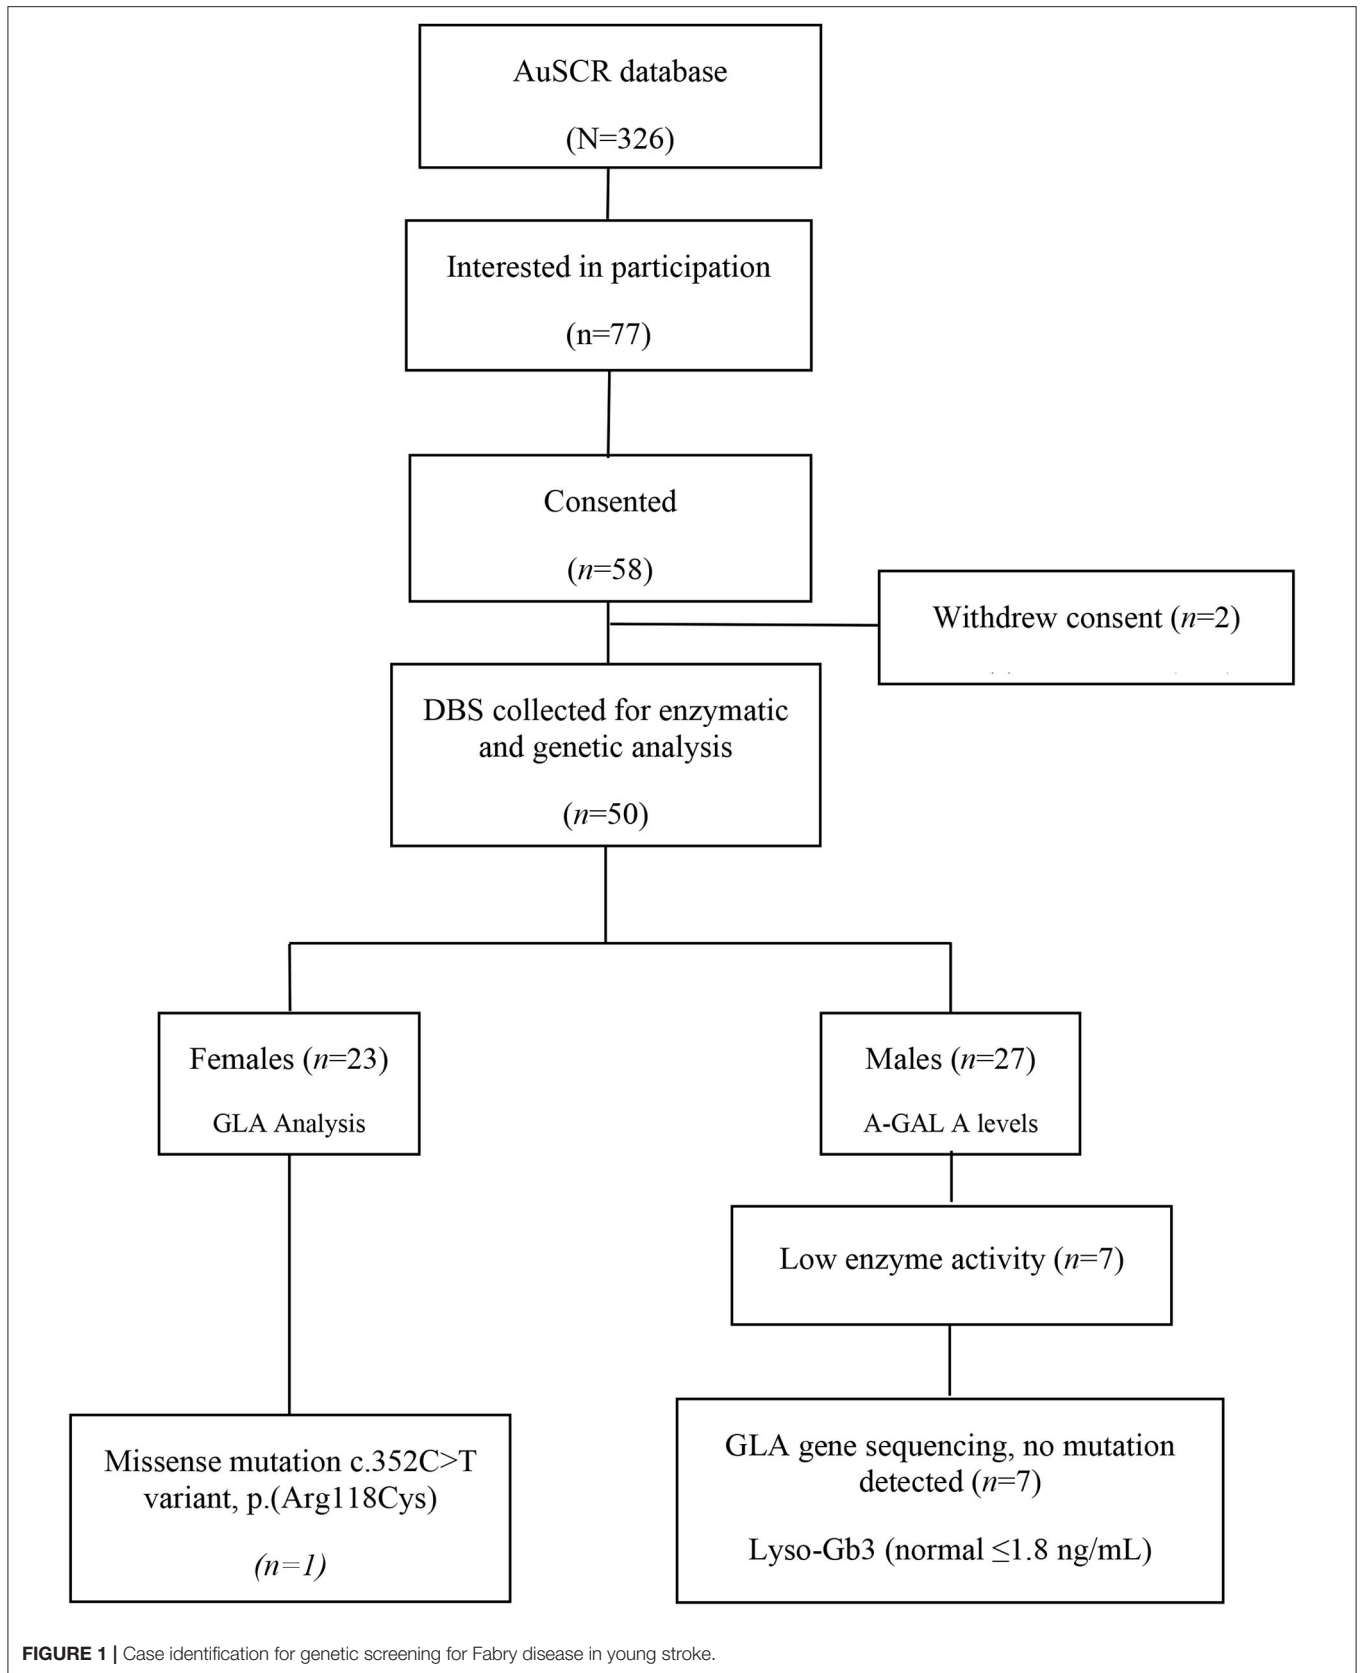 AuSCR database
(N=326)
Interested in participation
(n=77)
Consented
(n=58)
Withdrew consent (n=2)
DBS collected for enzymatic
and genetic analysis
(n=50)
Females (n=23)
GLA Analysis
Males (n=27)
A-GAL A levels
Low enzyme activity (n=7)
Missense mutation c.352C>T
variant, p.(Arg118Cys)
(n=1)
GLA gene sequencing, no mutation
detected (n=7)
Lyso-Gb3 (normal ≤1.8 ng/mL)
FIGURE 1 | Case identification for genetic screening for Fabry disease in young stroke.